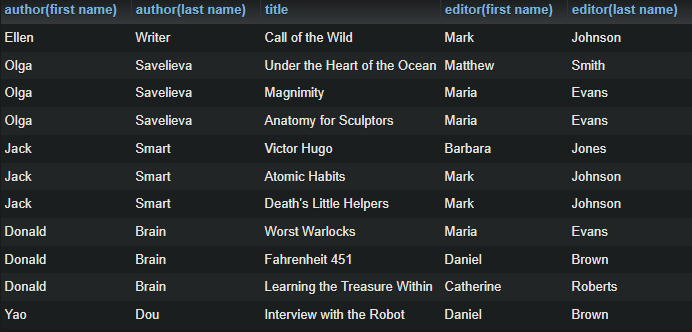 author(first name) author(last name) title editor(first name) editor(last name)
Ellen Writer Call of the Wild Mark Johnson
Olga Savelieva Under the Heart of the Ocean Matthew Smith
Olga Savelieva Magnimity Maria Evans
Olga Savelieva Anatomy for Sculptors Maria Evans
Jack Smart Victor Hugo Barbara Jones
Jack Smart Atomic Habits Mark Johnson
Jack Smart Death's Little Helpers Mark Johnson
Donald Brain Worst Warlocks Maria Evans
Donald Brain Fahrenheit 451 Daniel Brown
Donald Brain Learning the Treasure Within Catherine Roberts
Yao Dou Interview with the Robot Daniel Brown